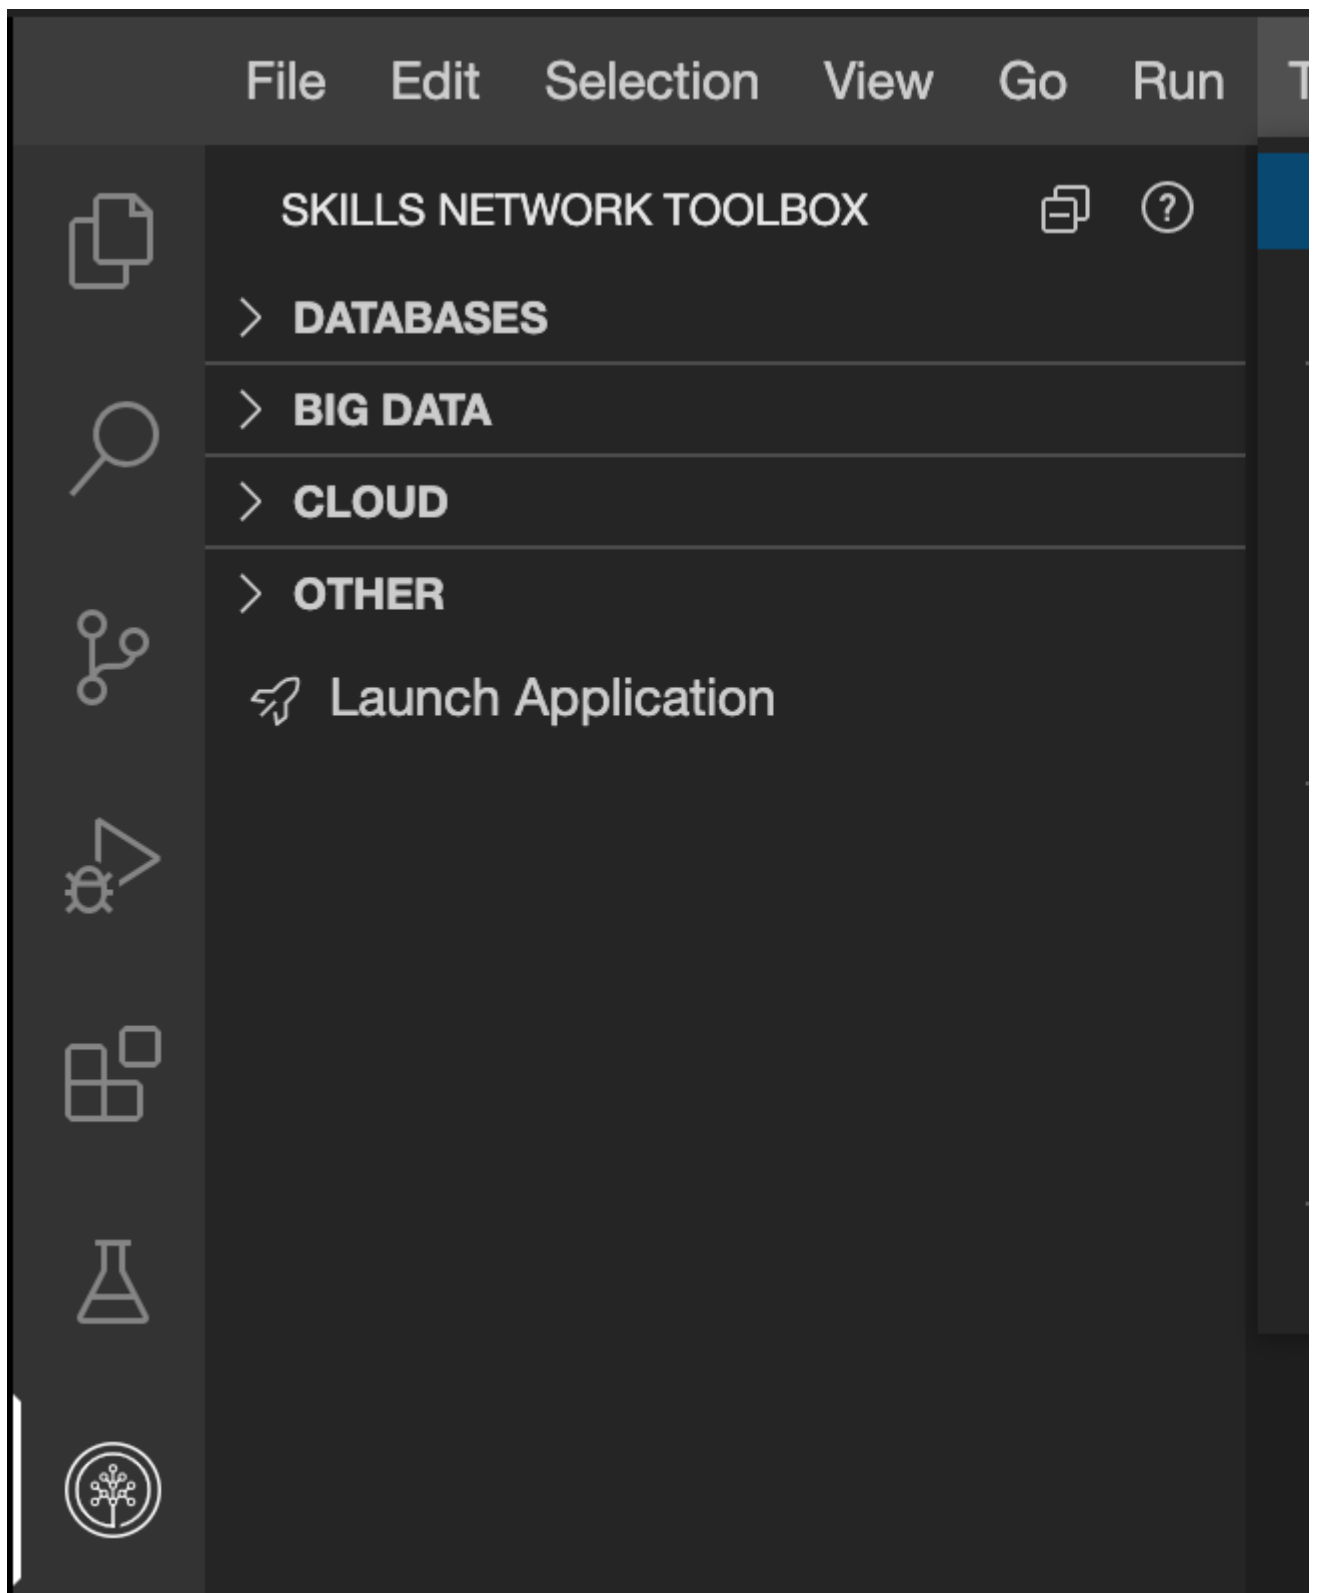 File Edit Selection View Go Run T
SKILLS NETWORK TOOLBOX
DATABASES
BIG DATA
CLOUD
OTHER
Launch Application